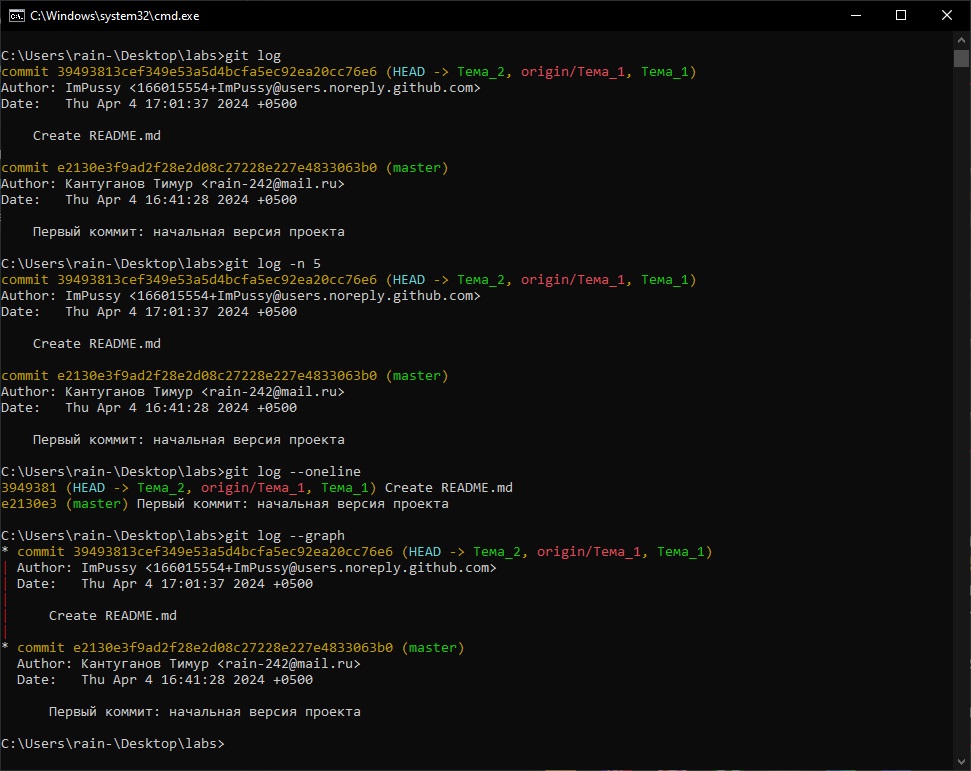 C:\Windows\system32\cmd.exe
C:\Users\rain-\Desktop\labs>git log
commit 39493813cef349e53a5d4bcfa5ec92ea20cc76e6 (HEAD -> Тема_2, origin/Тема_1, Тема_1)
Author: ImPussy <166015554+ImPussy@users.noreply.github.com>
Date:   Thu Apr 4 17:01:37 2024 +0500
    Create README.md
commit e2130e3f9ad2f28e2d08c27228e227e4833063b0 (master)
Author: Кантуганов Тимур <rain-242@mail.ru>
Date:   Thu Apr 4 16:41:28 2024 +0500
    Первый коммит: начальная версия проекта
C:\Users\rain-\Desktop\labs>git log -n 5
commit 39493813cef349e53a5d4bcfa5ec92ea20cc76e6 (HEAD -> Тема_2, origin/Тема_1, Тема_1)
Author: ImPussy <166015554+ImPussy@users.noreply.github.com>
Date:   Thu Apr 4 17:01:37 2024 +0500
    Create README.md
commit e2130e3f9ad2f28e2d08c27228e227e4833063b0 (master)
Author: Кантуганов Тимур <rain-242@mail.ru>
Date:   Thu Apr 4 16:41:28 2024 +0500
    Первый коммит: начальная версия проекта
C:\Users\rain-\Desktop\labs>git log --oneline
3949381 (HEAD -> Тема_2, origin/Тема_1, Тема_1) Create README.md
e2130e3 (master) Первый коммит: начальная версия проекта
C:\Users\rain-\Desktop\labs>git log --graph
* commit 39493813cef349e53a5d4bcfa5ec92ea20cc76e6 (HEAD -> Тема_2, origin/Тема_1, Тема_1)
| Author: ImPussy <166015554+ImPussy@users.noreply.github.com>
| Date:   Thu Apr 4 17:01:37 2024 +0500
|
|     Create README.md
|
* commit e2130e3f9ad2f28e2d08c27228e227e4833063b0 (master)
  Author: Кантуганов Тимур <rain-242@mail.ru>
  Date:   Thu Apr 4 16:41:28 2024 +0500
      Первый коммит: начальная версия проекта
C:\Users\rain-\Desktop\labs>